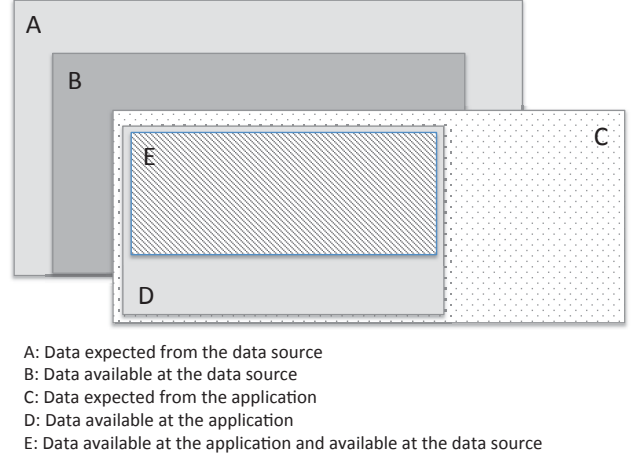 A
B
C
E
D
A: Data expected from the data source
B: Data available at the data source
C: Data expected from the application
D: Data available at the application
E: Data available at the application and available at the data source